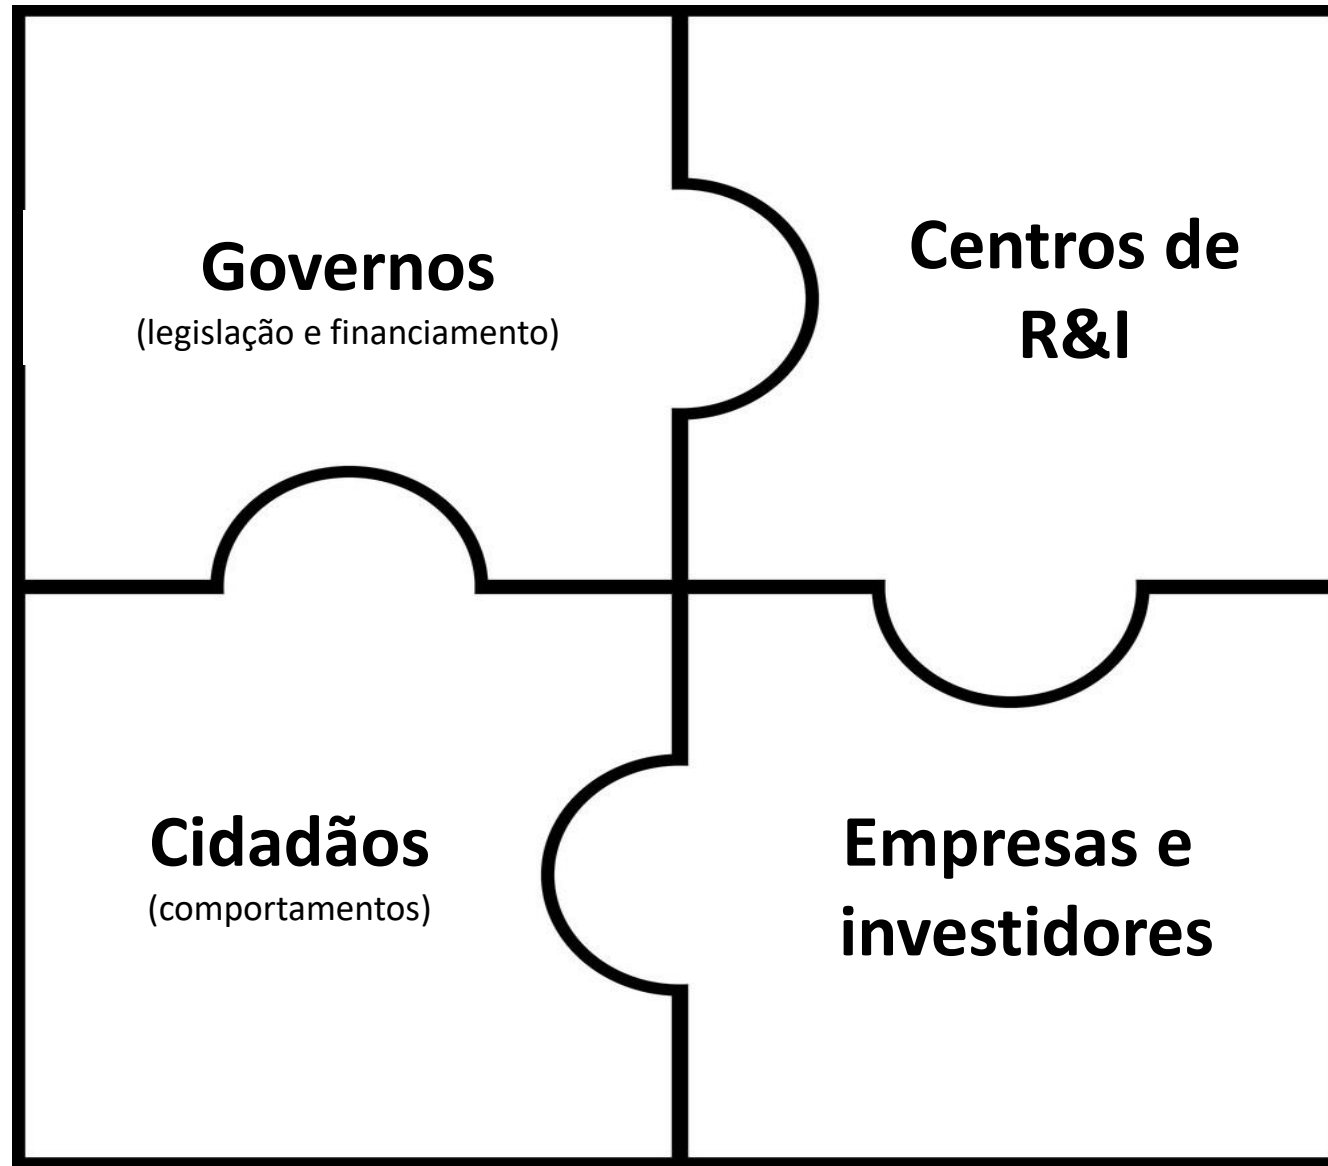 Governos
(legislação e financiamento)
Centros de
R&I
Cidadãos
(comportamentos)
Empresas e
investidores